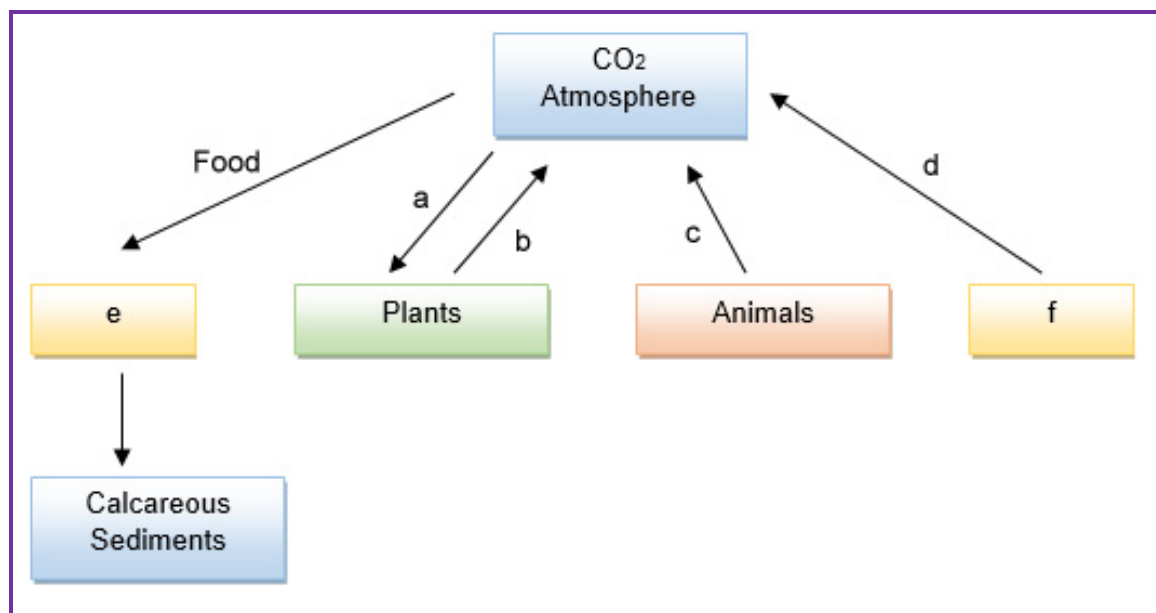 CO₂
Atmosphere
Food
a
b
c
d
e
Plants
Animals
f
Calcareous
Sediments